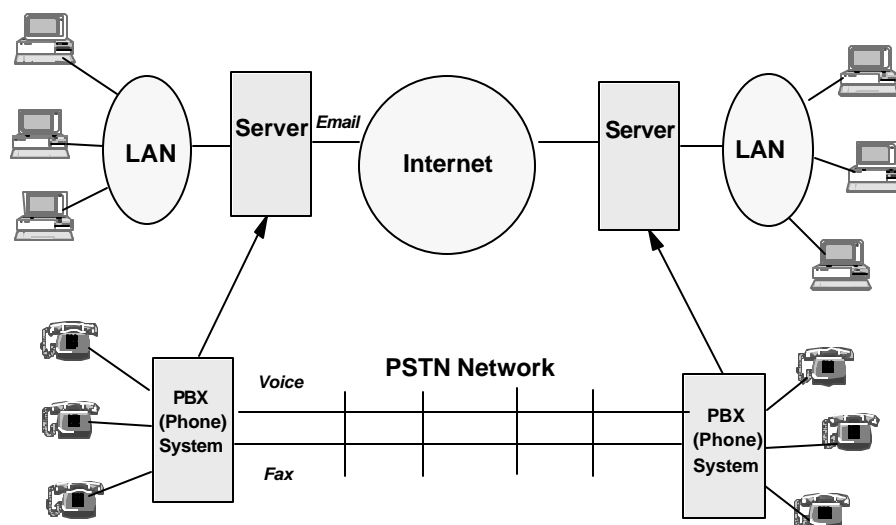 LAN
Server
Email
Internet
Server
LAN
PBX
(Phone)
System
Voice
PSTN Network
Fax
PBX
(Phone)
System